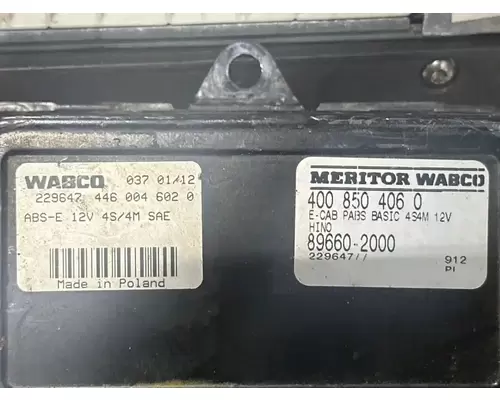 WABCO 037 01/12
229647 446 004 602 0
ABS-E 12V 4S/4M SAE
Made in Poland
MERITOR WABCO
400 850 406 0
E-CAB PABS BASIC 4S4M 12V
HINO
89660-2000
229647// 912
PI